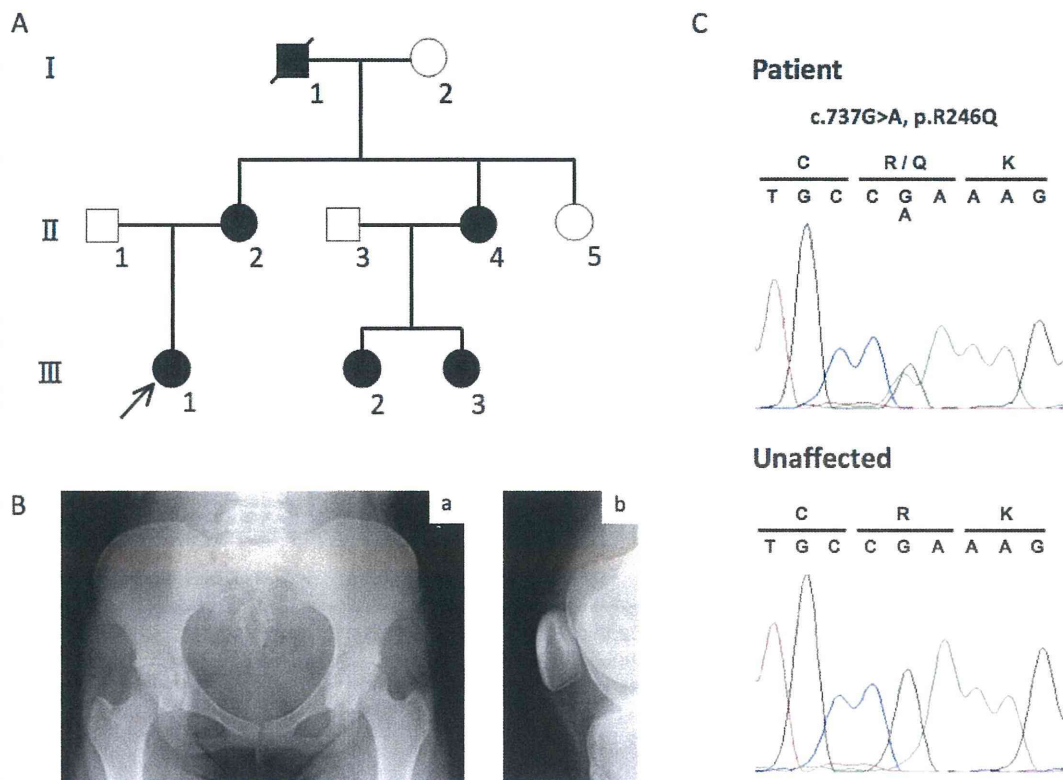 A
I
1
2
II
1
2
3
4
5
III
1
2
3
B
a
b
C
Patient
c.737G>A, p.R246Q
C R / Q K
T G C C G A A A G
A
Unaffected
C R K
T G C C G A A A G